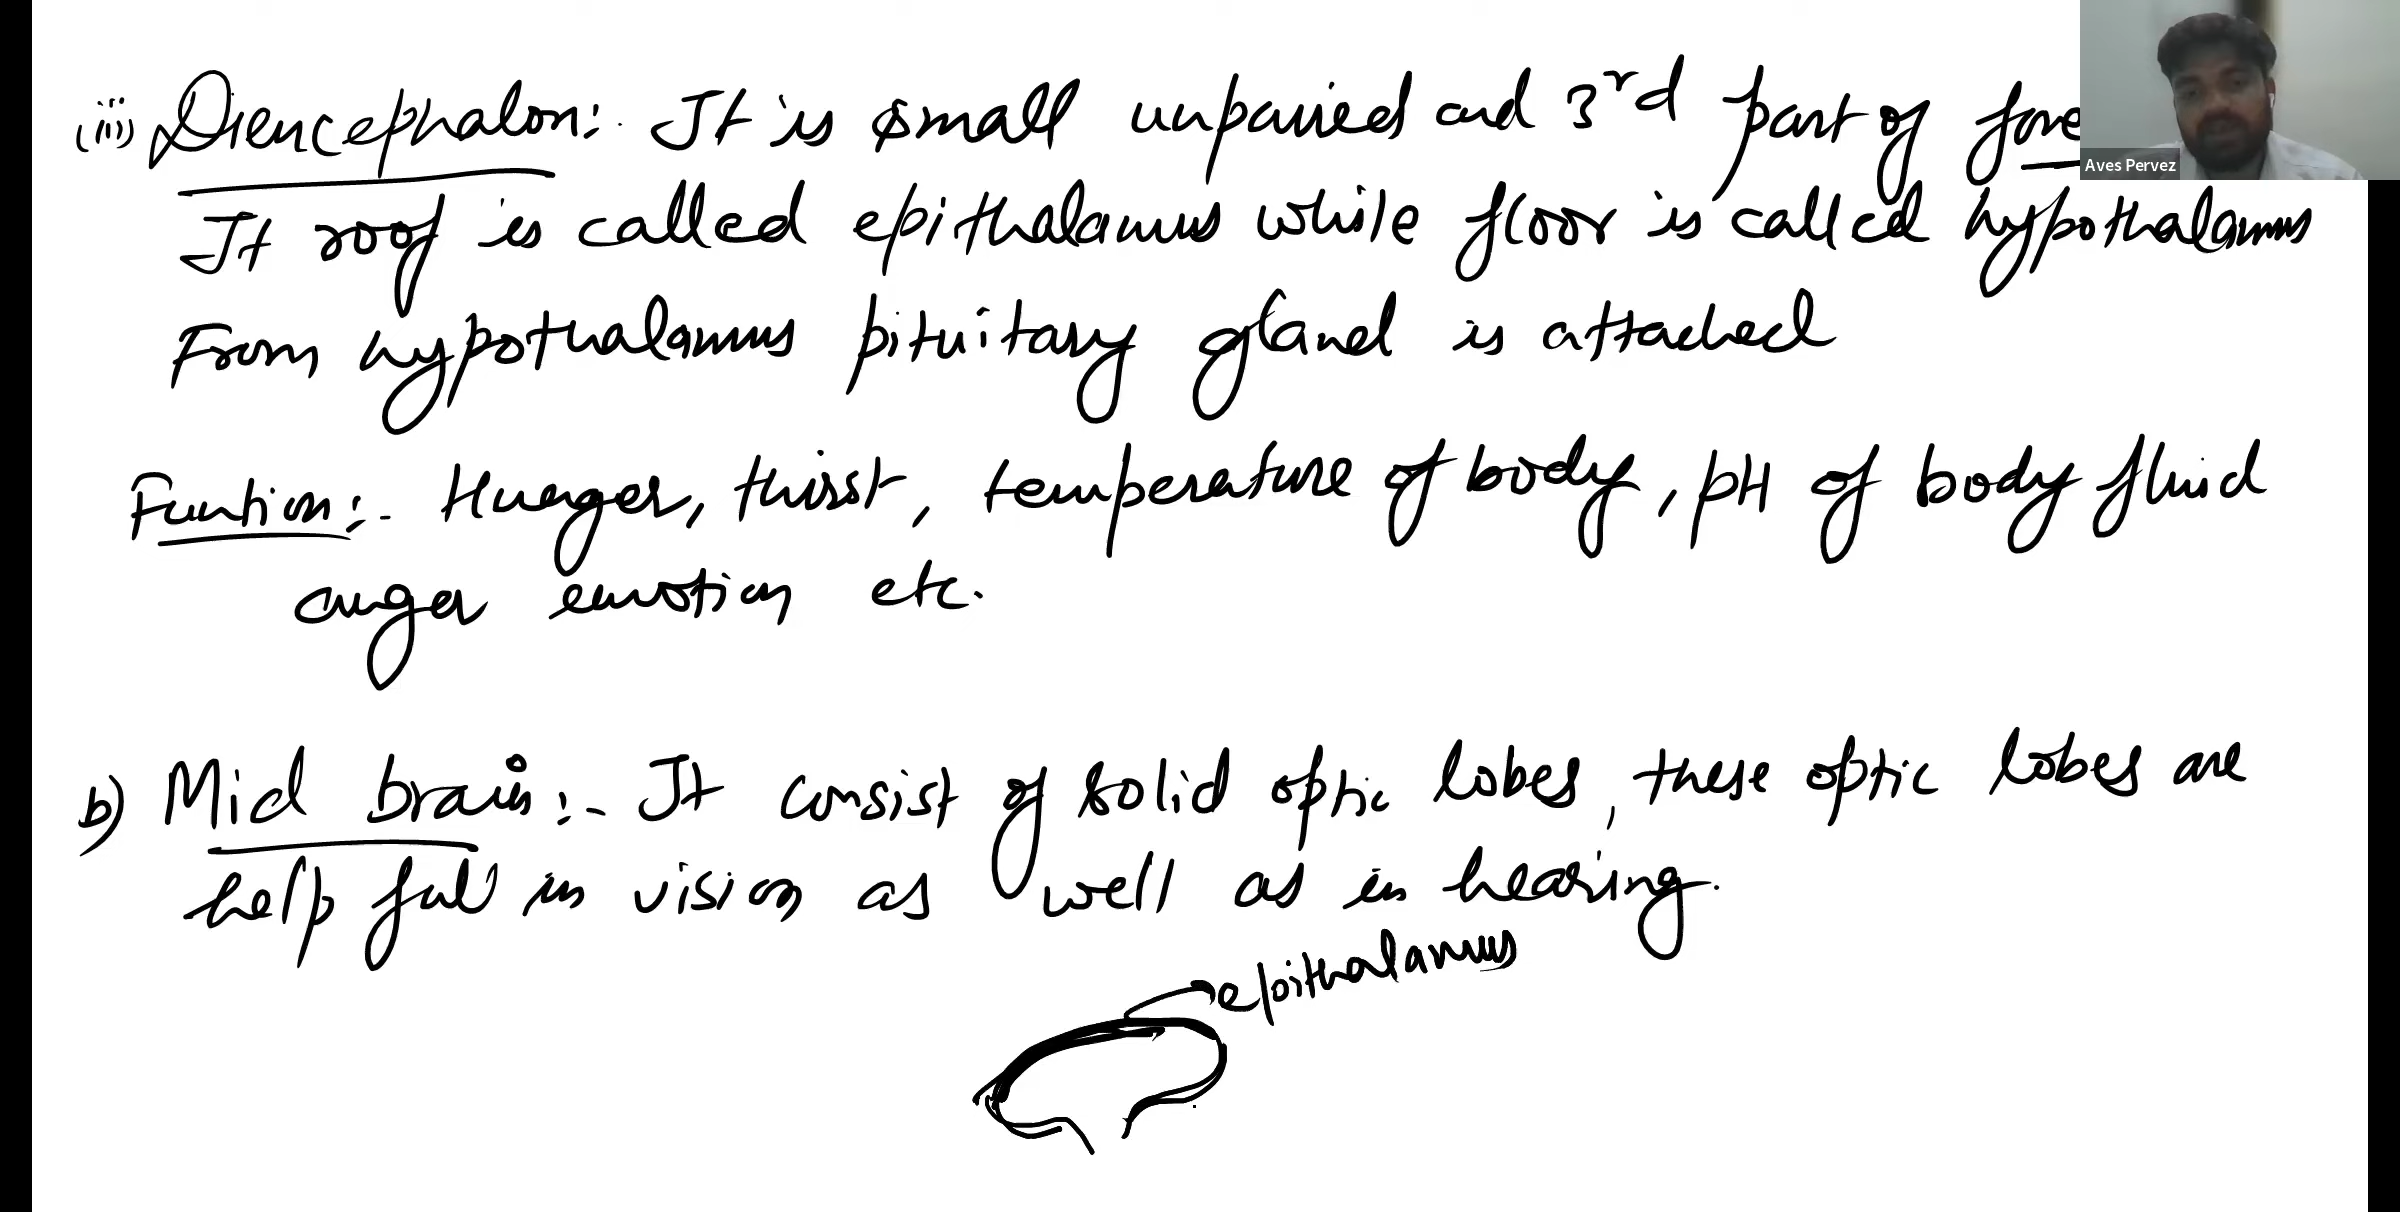 (iii) Diencephalon:- It is small unpaired and 3rd part of fore
Aves Pervez
It roof is called epithalamus while floor is called hypothalamus
From hypothalamus pituitary gland is attached
Funtion:- Hunger, thirst, temperature of body, pH of body fluid
anger emotion etc.
b) Mid brain:- It consist of solid optic lobes, these optic lobes are
help full in vision as well as in hearing.
epithalamus